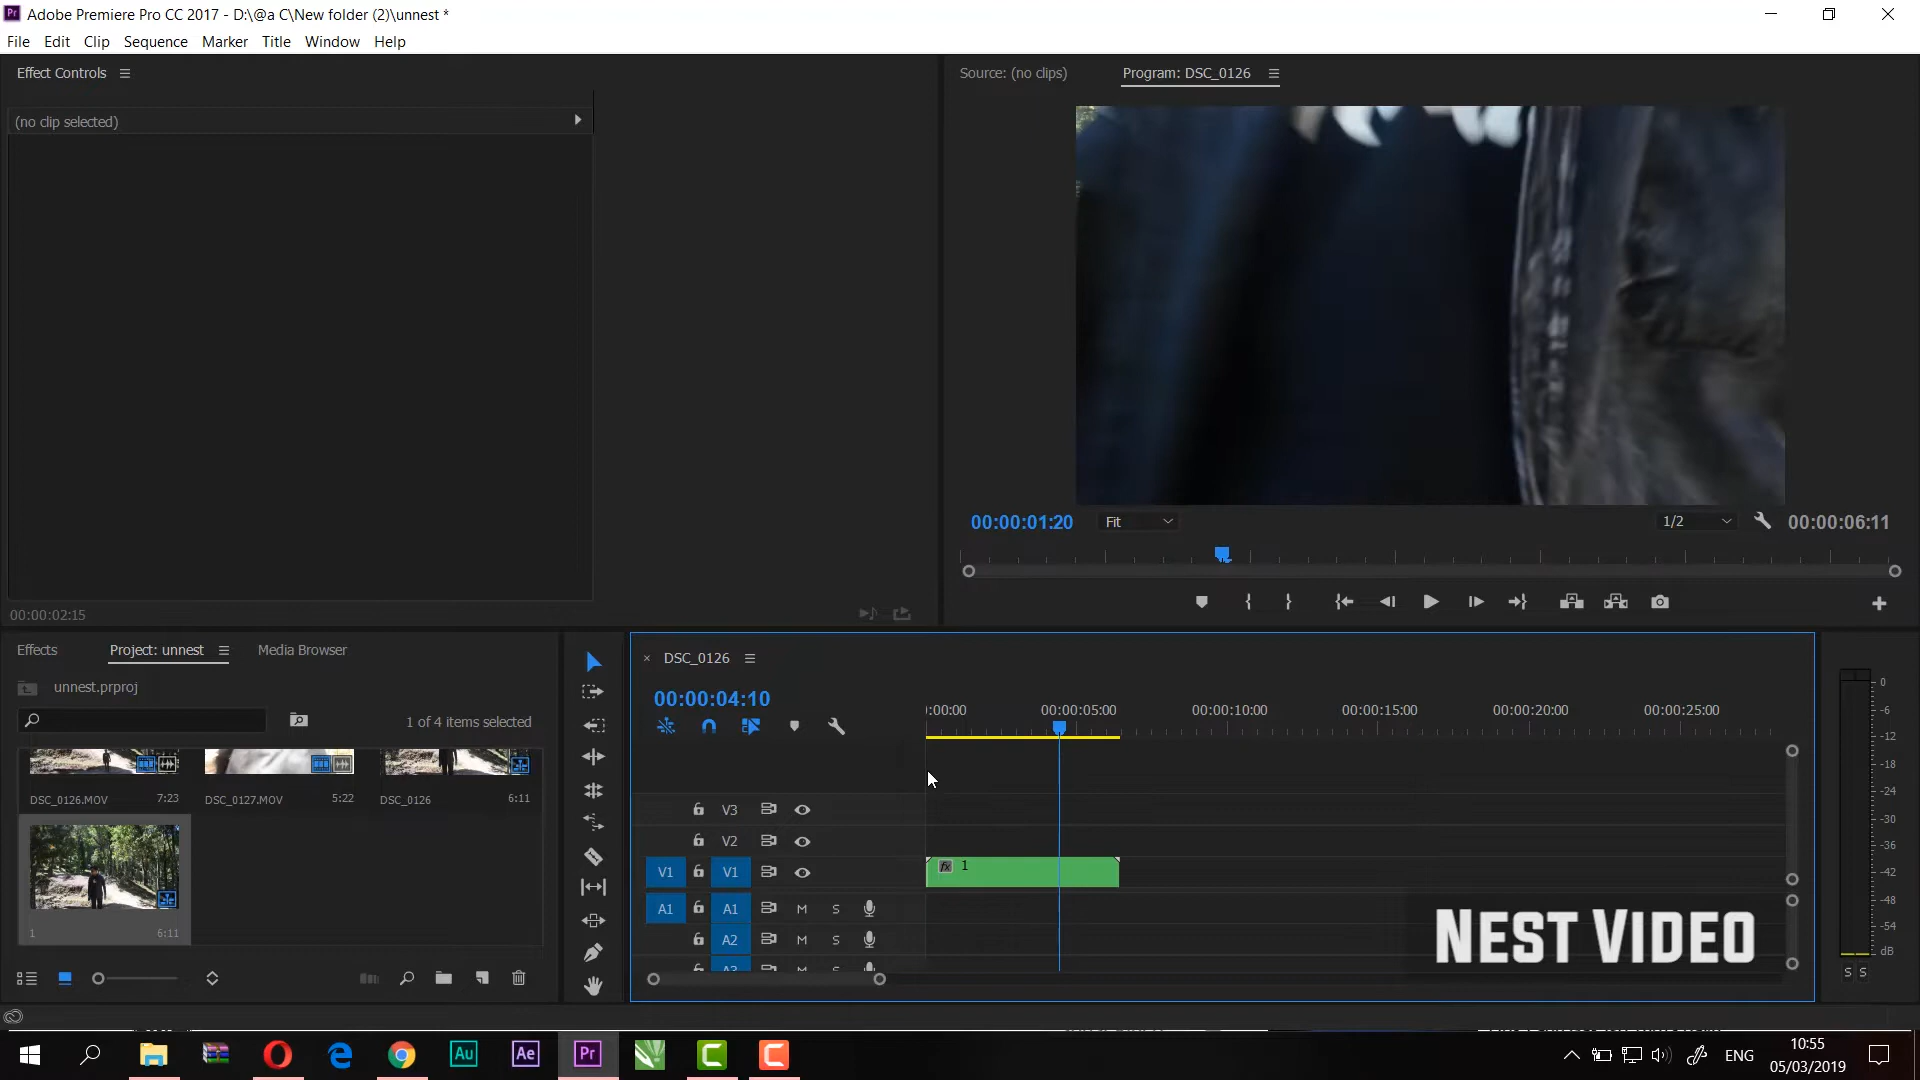 Adobe Premiere Pro CC 2017 - D:\@a C\New folder (2)\unnest *
File Edit Clip Sequence Marker Title Window Help
Effect Controls
(no clip selected)
00:00:02:15
Source: (no clips)
Program: DSC_0126
00:00:01:20
Fit
1/2
00:00:06:11
Effects
Project: unnest
Media Browser
unnest.prproj
1 of 4 items selected
DSC_0126.MOV 7:23
DSC_0127.MOV 5:22
DSC_0126 6:11
1 6:11
DSC_0126
00:00:04:10
:00:00 00:00:05:00 00:00:10:00 00:00:15:00 00:00:20:00 00:00:25:00
V3
V2
V1 V1
fx 1
A1 A1 M S
A2 M S
NEST VIDEO
0
-6
-12
-18
-24
-30
-36
-42
-48
-54
dB
S S
Au
Ae
Pr
ENG
10:55
05/03/2019